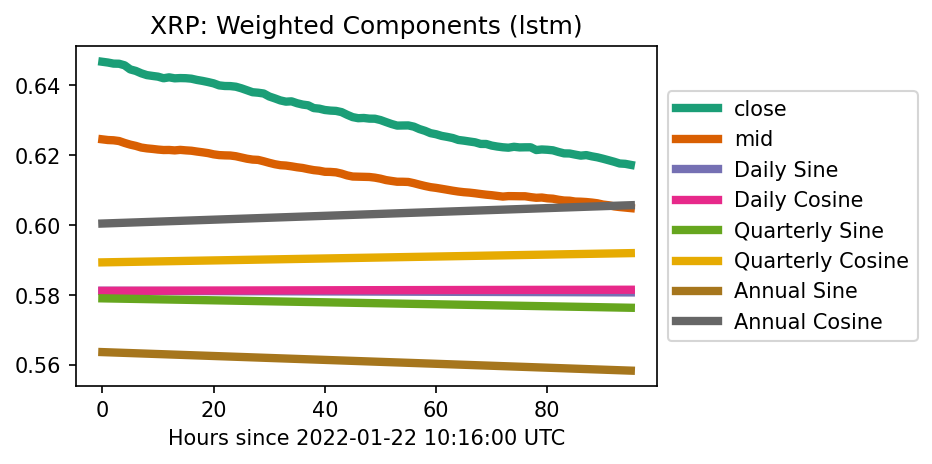 XRP: Weighted Components (lstm)
0.64
0.62
0.60
0.58
0.56
0
20
40
60
80
Hours since 2022-01-22 10:16:00 UTC
close
mid
Daily Sine
Daily Cosine
Quarterly Sine
Quarterly Cosine
Annual Sine
Annual Cosine